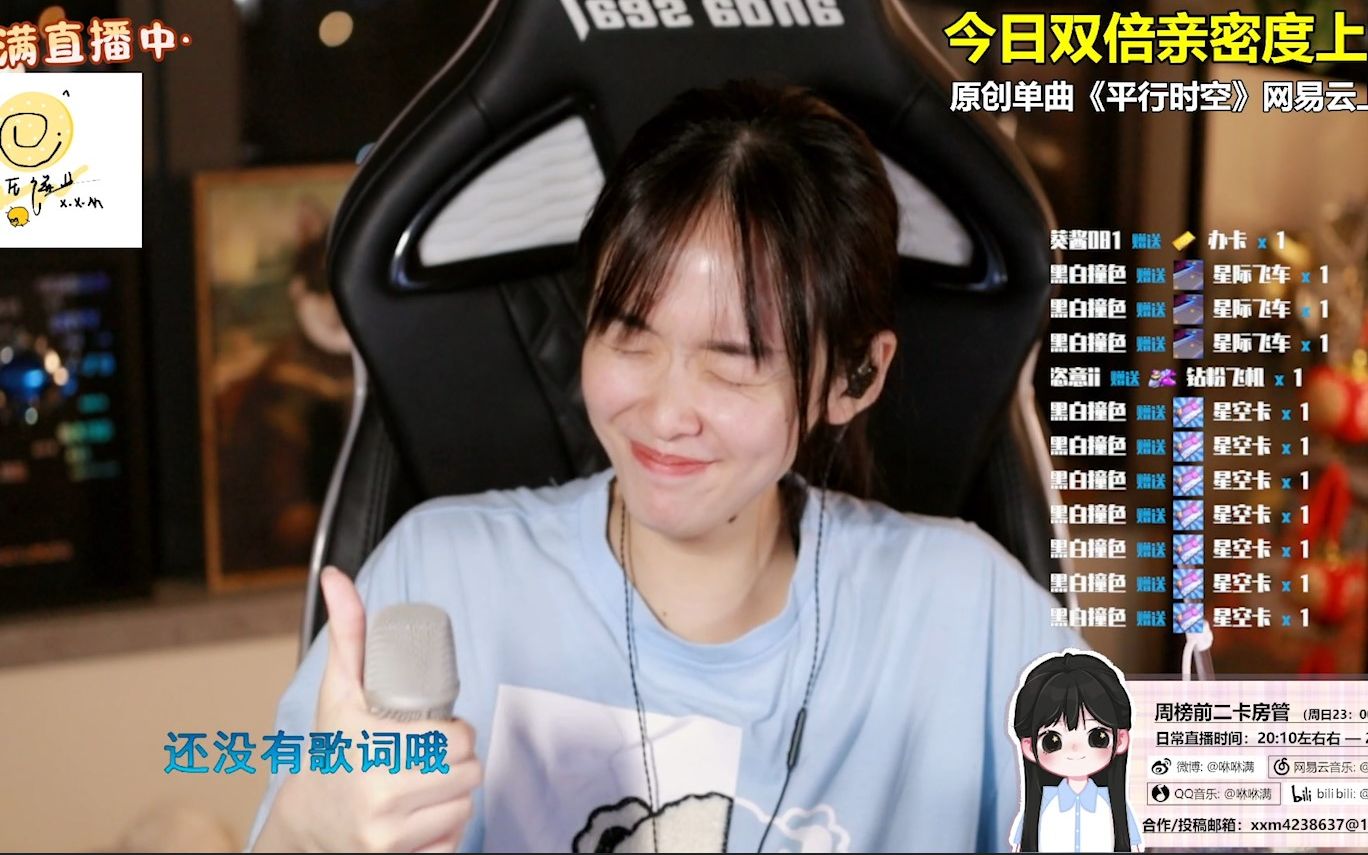 满直播中.
今日双倍亲密度上
原创单曲《平行时空》网易云
x.x.m
葵酱081 赠送 办卡 x 1
黑白撞色 赠送 星际飞车 x 1
黑白撞色 赠送 星际飞车 x 1
黑白撞色 赠送 星际飞车 x 1
恣意ii 赠送 钻粉飞机 x 1
黑白撞色 赠送 星空卡 x 1
黑白撞色 赠送 星空卡 x 1
黑白撞色 赠送 星空卡 x 1
黑白撞色 赠送 星空卡 x 1
黑白撞色 赠送 星空卡 x 1
黑白撞色 赠送 星空卡 x 1
黑白撞色 赠送 星空卡 x 1
还没有歌词哦
周榜前二卡房管 (周日23: 0
日常直播时间: 20:10左右右 — 2
微博: @咻咻满 网易云音乐: @
QQ音乐: @咻咻满 bili bili bili: @
合作/投稿邮箱: xxm4238637@1